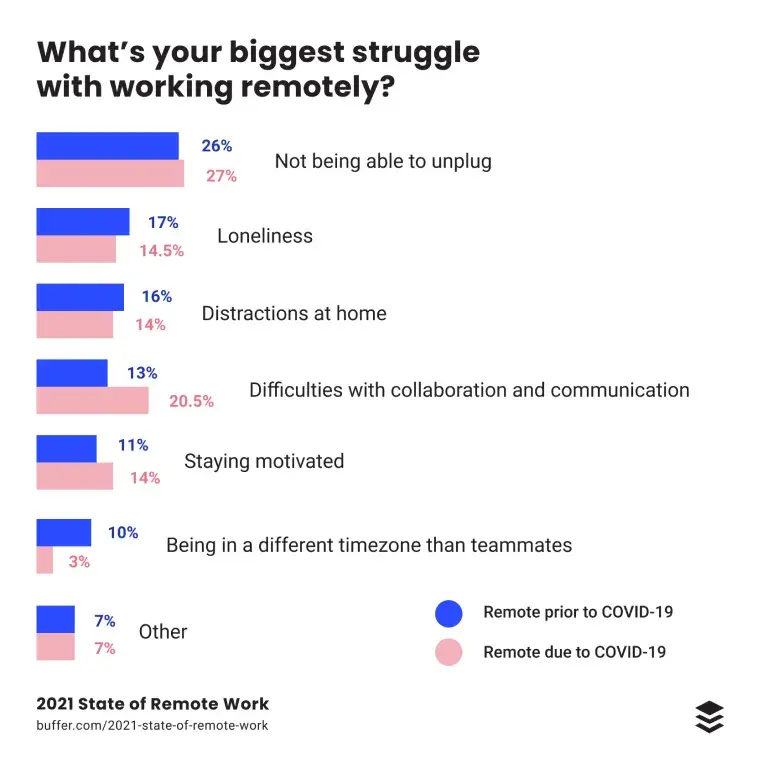 What’s your biggest struggle
with working remotely?
26%
27%
Not being able to unplug
17%
14.5%
Loneliness
16%
14%
Distractions at home
13%
20.5%
Difficulties with collaboration and communication
11%
14%
Staying motivated
10%
3%
Being in a different timezone than teammates
7%
7%
Other
Remote prior to COVID-19
Remote due to COVID-19
2021 State of Remote Work
buffer.com/2021-state-of-remote-work